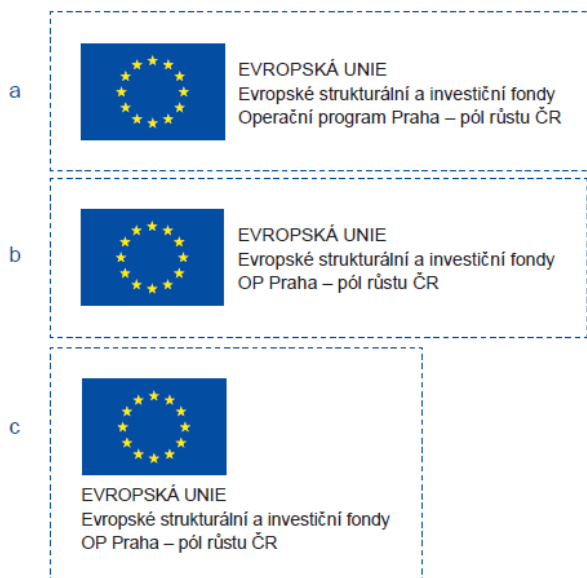 a
EVROPSKÁ UNIE
Evropské strukturální a investiční fondy
Operační program Praha – pól růstu ČR
b
EVROPSKÁ UNIE
Evropské strukturální a investiční fondy
OP Praha – pól růstu ČR
c
EVROPSKÁ UNIE
Evropské strukturální a investiční fondy
OP Praha – pól růstu ČR